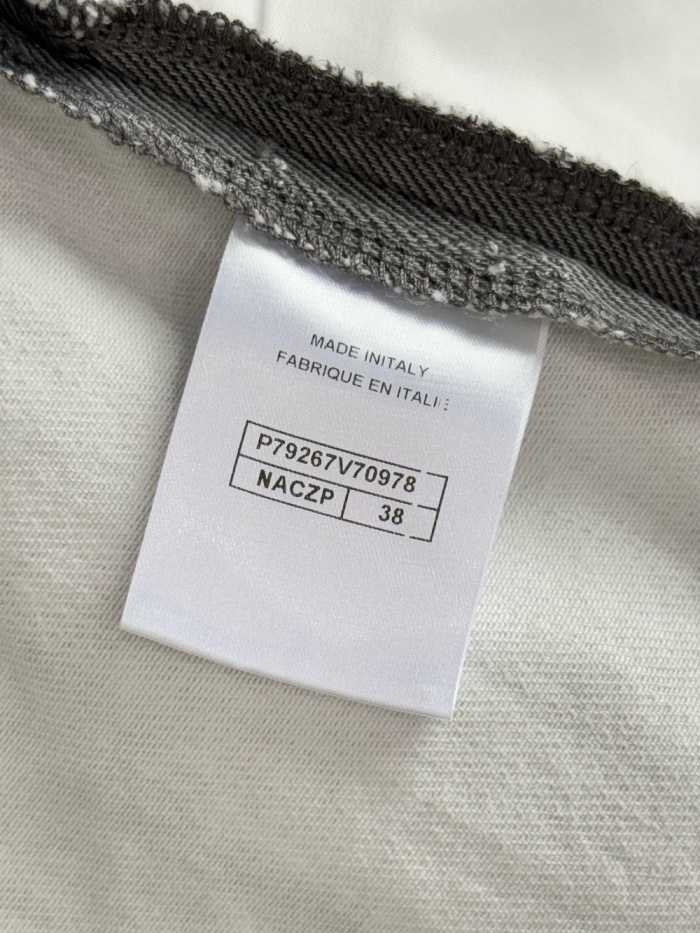 MADE INITALY
FABRIQUE EN ITALIE
P79267V70978
NACZP 38